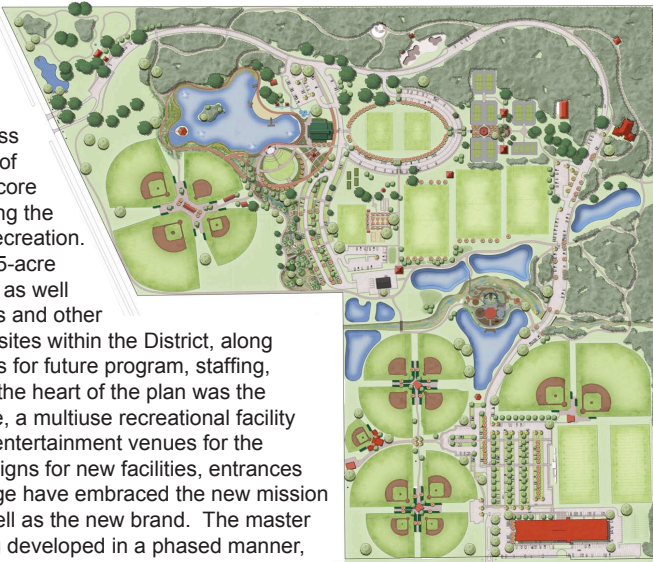 ss
of
core
ng the
ecreation.
5-acre
as well
s and other
sites within the District, along
s for future program, staffing,
the heart of the plan was the
e, a multiuse recreational facility
entertainment venues for the
igns for new facilities, entrances
ge have embraced the new mission
ell as the new brand.  The master
developed in a phased manner,